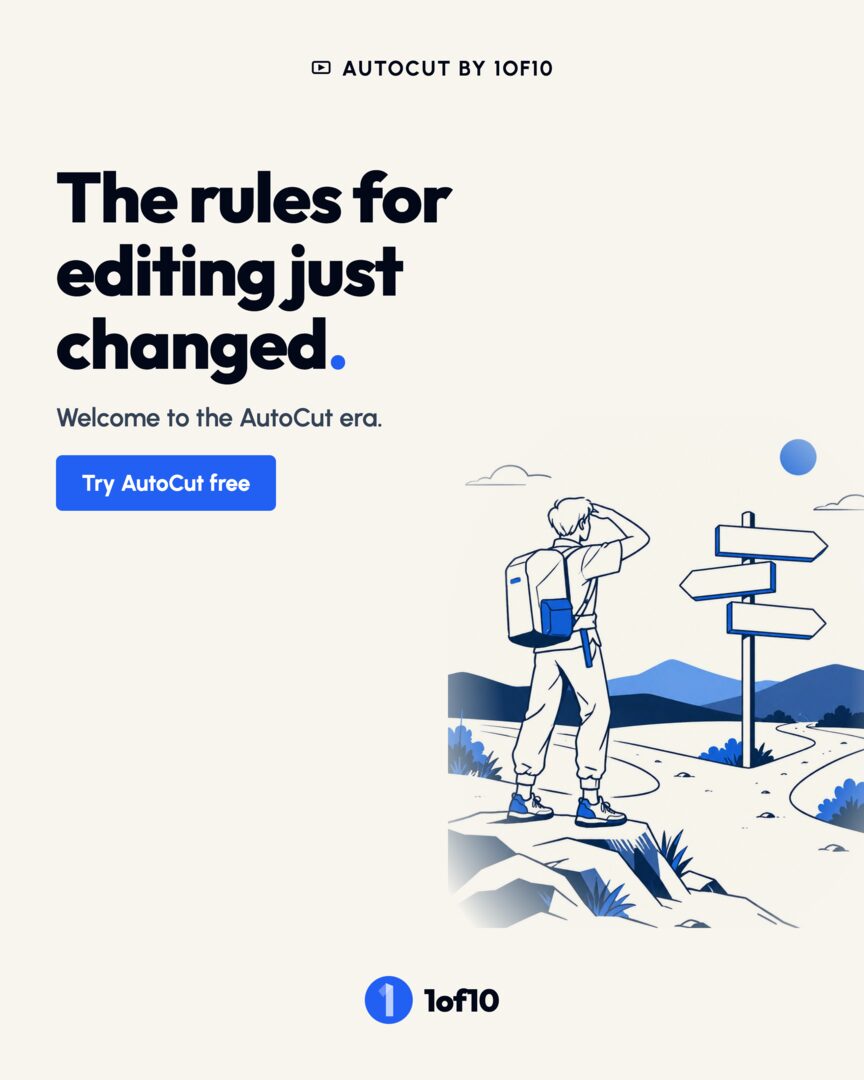 AUTOCUT BY 1OF10
The rules for
editing just
changed.
Welcome to the AutoCut era.
Try AutoCut free
1of10